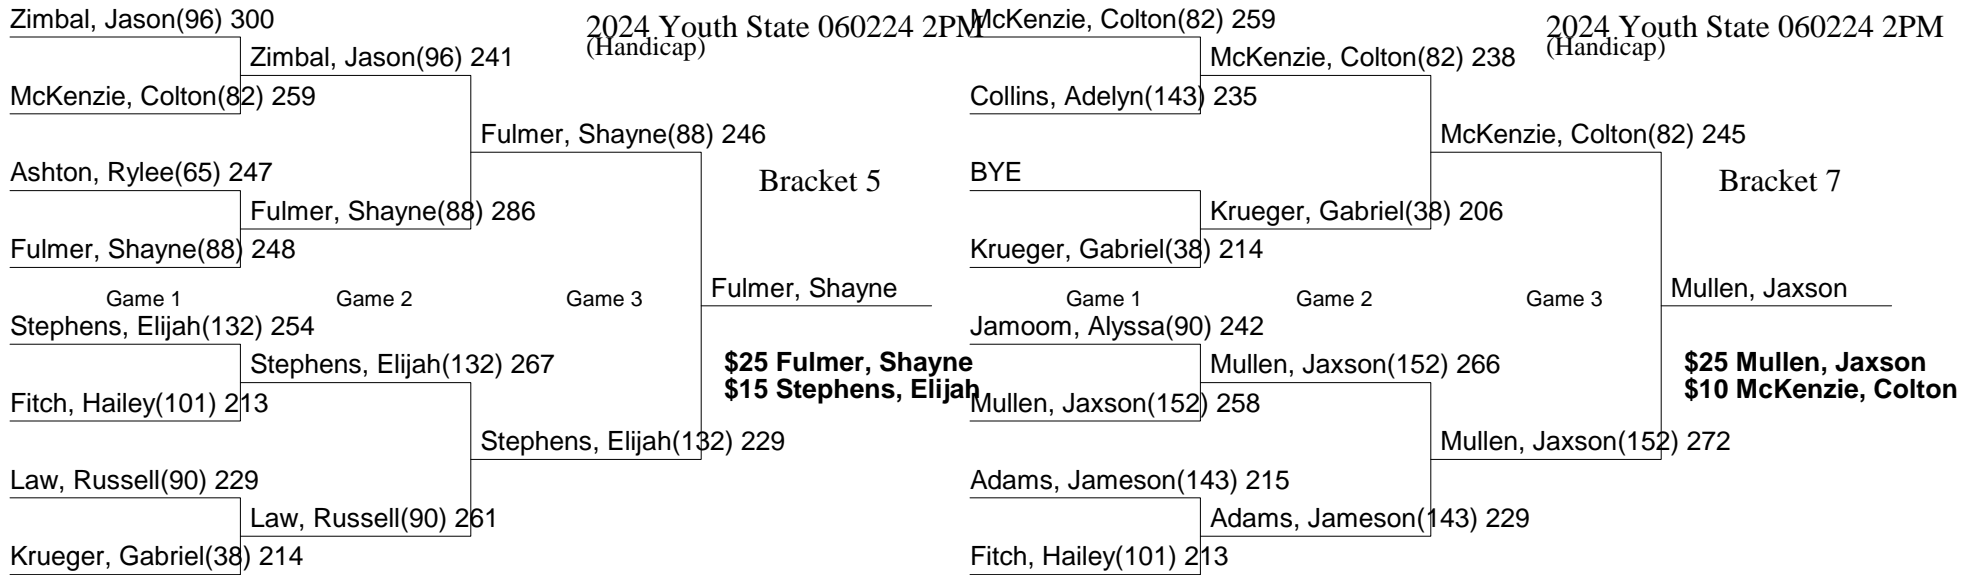 Zimbal, Jason(96) 300
2024 Youth State 060224 2PM
(Handicap)
Zimbal, Jason(96) 241
McKenzie, Colton(82) 259
Fulmer, Shayne(88) 246
Ashton, Rylee(65) 247
Bracket 5
Fulmer, Shayne(88) 286
Fulmer, Shayne(88) 248
Game 1
Game 2
Game 3
Fulmer, Shayne
Stephens, Elijah(132) 254
Stephens, Elijah(132) 267
$25 Fulmer, Shayne
$15 Stephens, Elijah
Fitch, Hailey(101) 213
Stephens, Elijah(132) 229
Law, Russell(90) 229
Law, Russell(90) 261
Krueger, Gabriel(38) 214
McKenzie, Colton(82) 259
2024 Youth State 060224 2PM
(Handicap)
McKenzie, Colton(82) 238
Collins, Adelyn(143) 235
McKenzie, Colton(82) 245
BYE
Bracket 7
Krueger, Gabriel(38) 206
Krueger, Gabriel(38) 214
Game 1
Game 2
Game 3
Mullen, Jaxson
Jamoom, Alyssa(90) 242
Mullen, Jaxson(152) 266
$25 Mullen, Jaxson
$10 McKenzie, Colton
Mullen, Jaxson(152) 258
Mullen, Jaxson(152) 272
Adams, Jameson(143) 215
Adams, Jameson(143) 229
Fitch, Hailey(101) 213